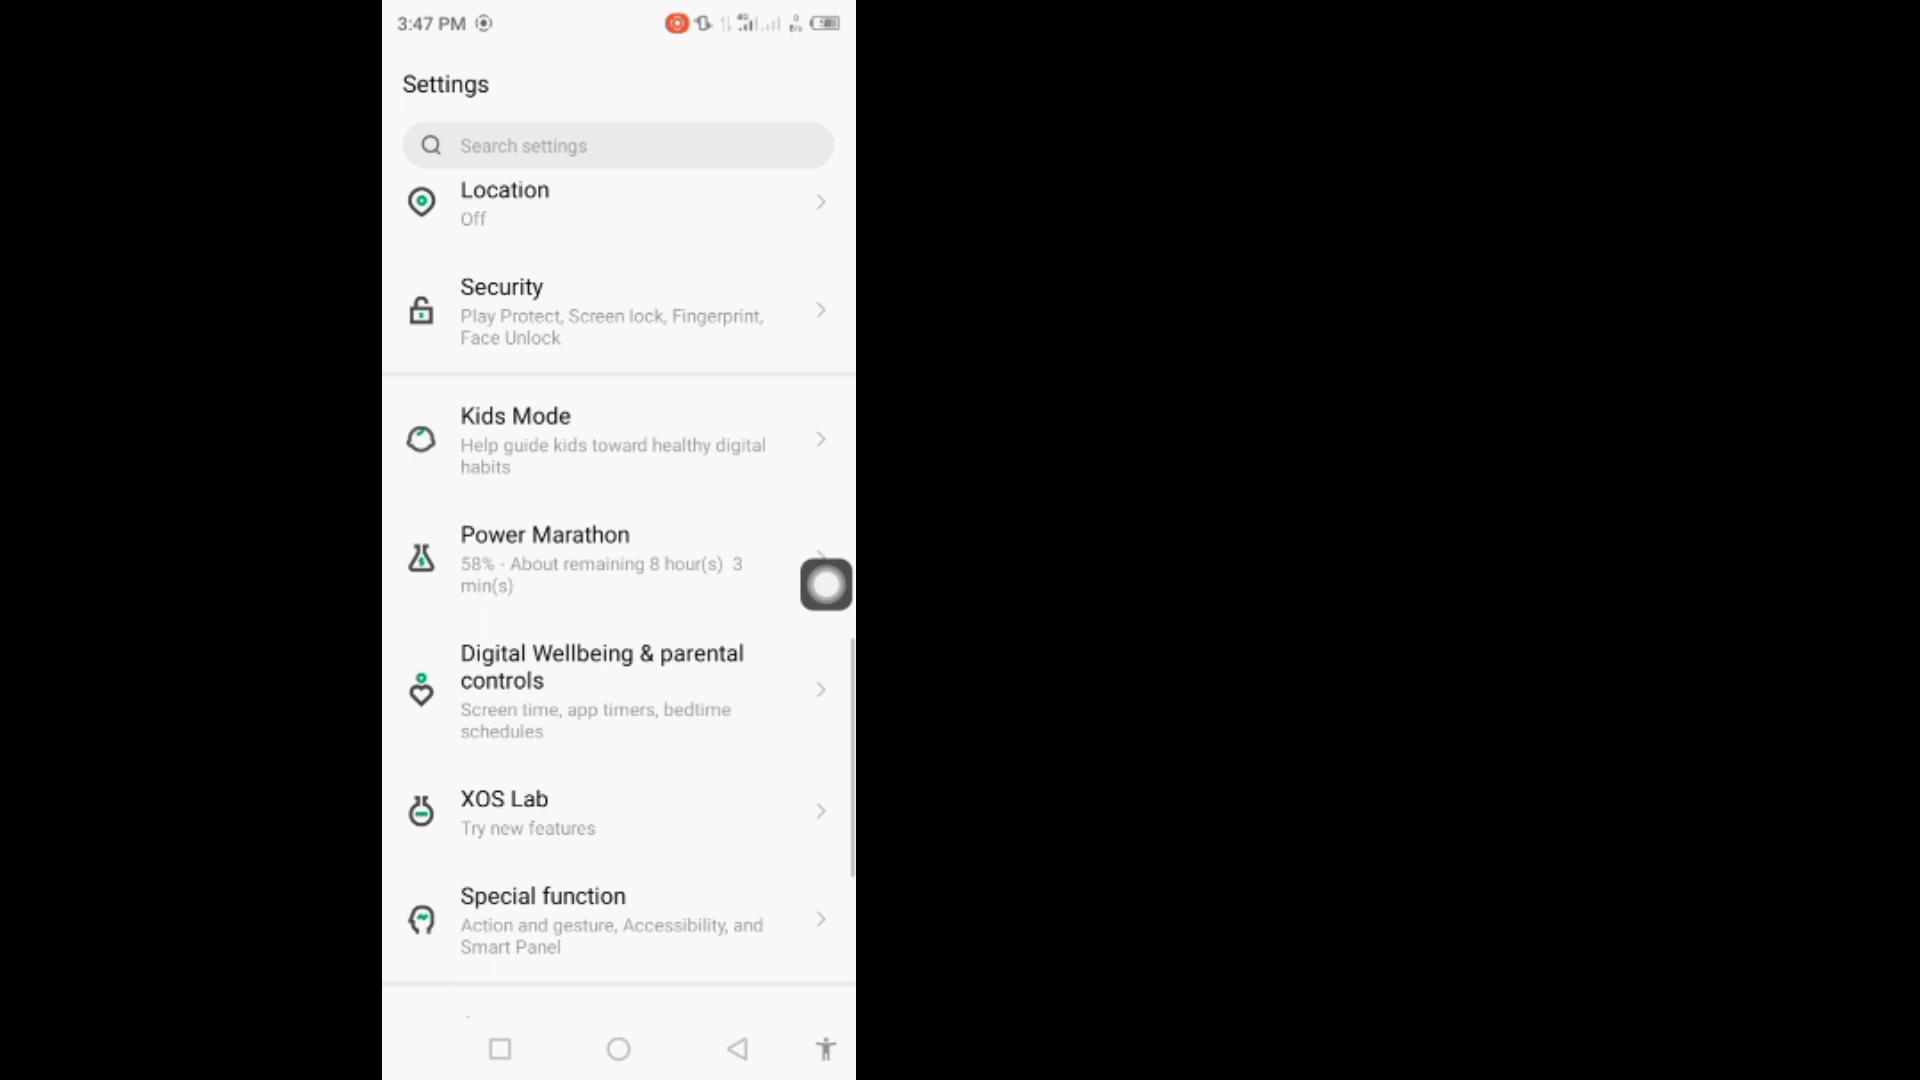 3:47 PM
Settings
Search settings
Location
Off
Security
Play Protect, Screen lock, Fingerprint,
Face Unlock
Kids Mode
Help guide kids toward healthy digital
habits
Power Marathon
58% - About remaining 8 hour(s) 3
min(s)
Digital Wellbeing & parental
controls
Screen time, app timers, bedtime
schedules
XOS Lab
Try new features
Special function
Action and gesture, Accessibility, and
Smart Panel